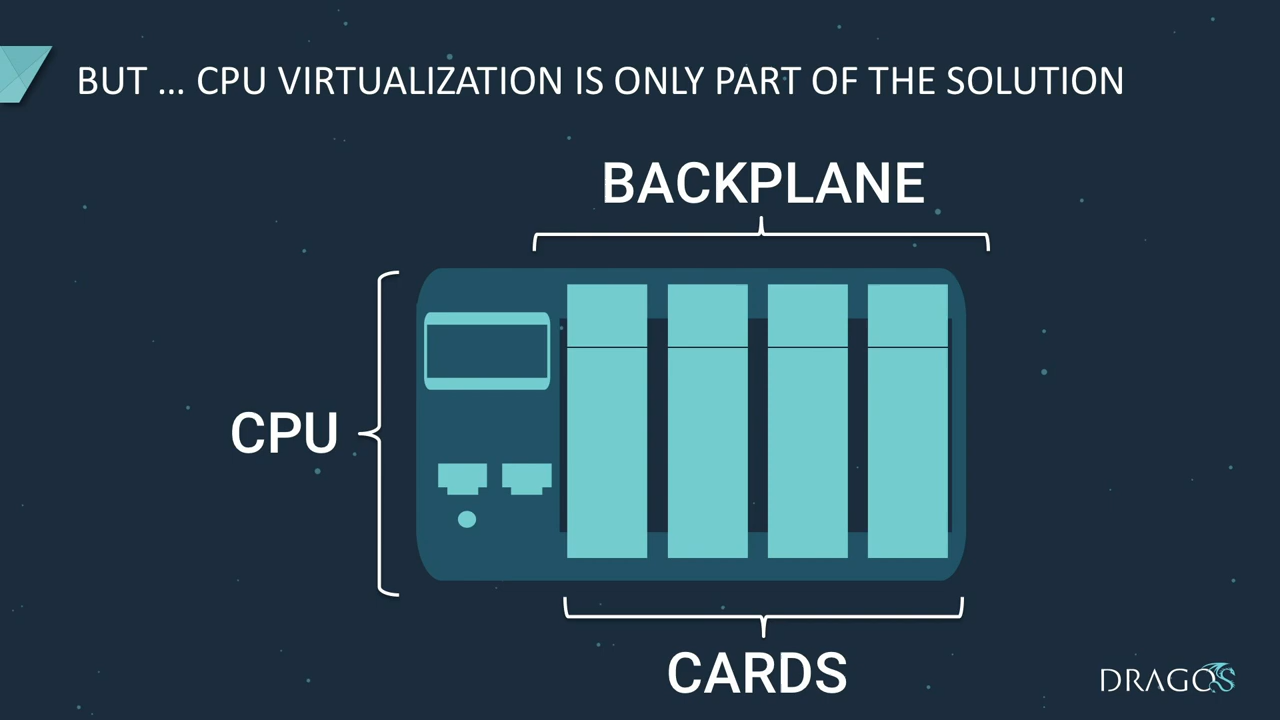 BUT ... CPU VIRTUALIZATION IS ONLY PART OF THE SOLUTION
BACKPLANE
CPU
CARDS
DRAGOS